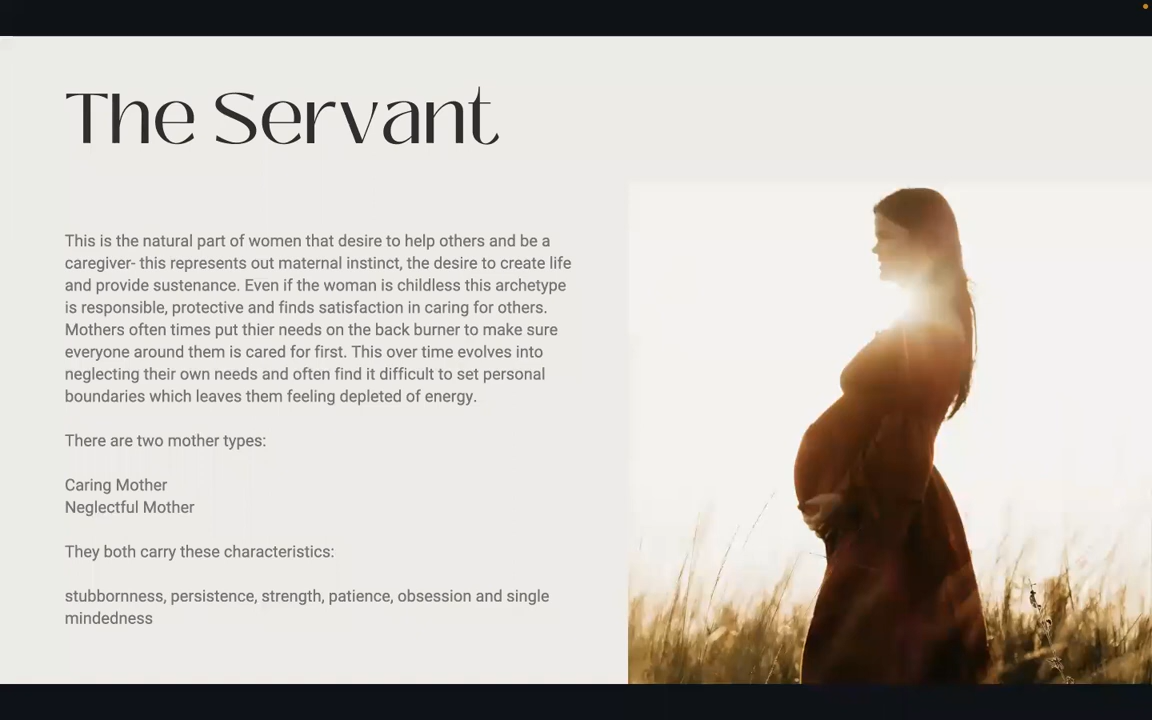 The Servant
This is the natural part of women that desire to help others and be a
caregiver- this represents out maternal instinct, the desire to create life
and provide sustenance. Even if the woman is childless this archetype
is responsible, protective and finds satisfaction in caring for others.
Mothers often times put thier needs on the back burner to make sure
everyone around them is cared for first. This over time evolves into
neglecting their own needs and often find it difficult to set personal
boundaries which leaves them feeling depleted of energy.
There are two mother types:
Caring Mother
Neglectful Mother
They both carry these characteristics:
stubbornness, persistence, strength, patience, obsession and single
mindedness